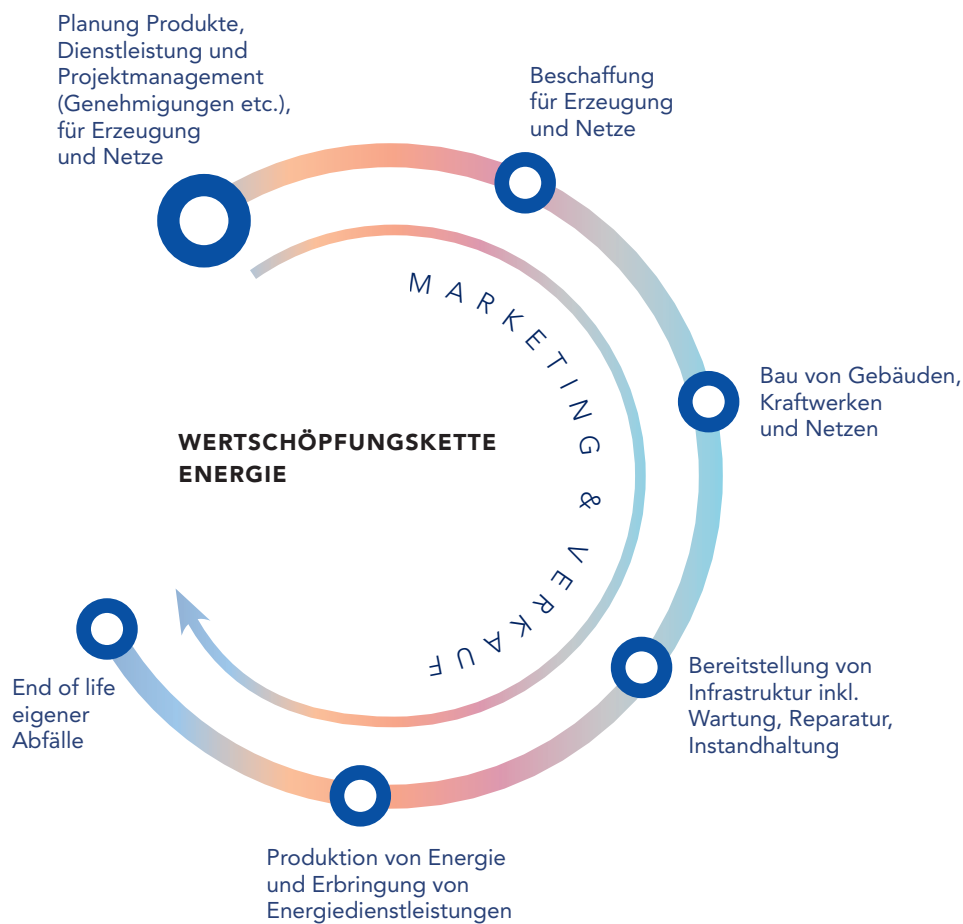 Planung Produkte,
Dienstleistung und
Projektmanagement
(Genehmigungen etc.),
für Erzeugung
und Netze
Beschaffung
für Erzeugung
und Netze
MARKETING & VERKAUF
Bau von Gebäuden,
Kraftwerken
und Netzen
WERTSCHÖPFUNGSKETTE
ENERGIE
Bereitstellung von
Infrastruktur inkl.
Wartung, Reparatur,
Instandhaltung
End of life
eigener
Abfälle
Produktion von Energie
und Erbringung von
Energiedienstleistungen